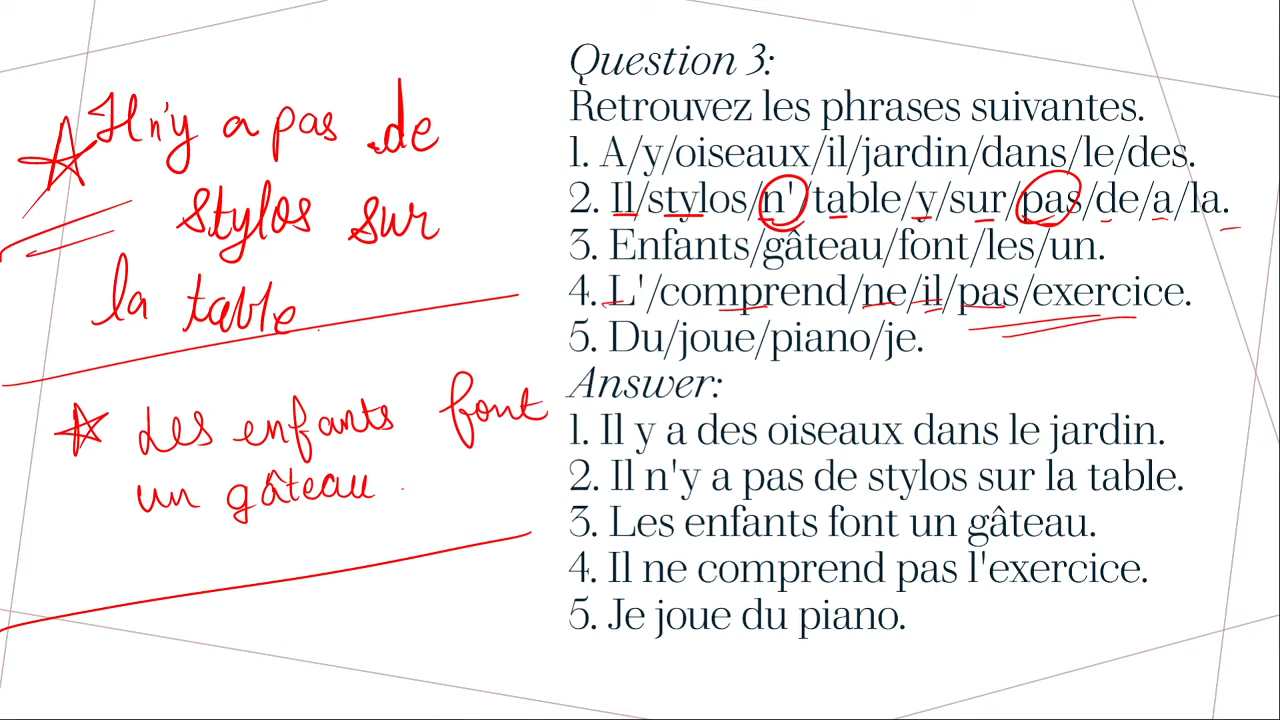 Il n'y a pas de
stylos sur
la table
Les enfants font
un gâteau.
Question 3:
Retrouvez les phrases suivantes.
1. A/y/oiseaux/il/jardin/dans/le/des.
2. Il/stylos/n'/table/y/sur/pas/de/a/la.
3. Enfants/gâteau/font/les/un.
4. L'/comprend/ne/il/pas/exercice.
5. Du/joue/piano/je.
Answer:
1. Il y a des oiseaux dans le jardin.
2. Il n'y a pas de stylos sur la table.
3. Les enfants font un gâteau.
4. Il ne comprend pas l'exercice.
5. Je joue du piano.